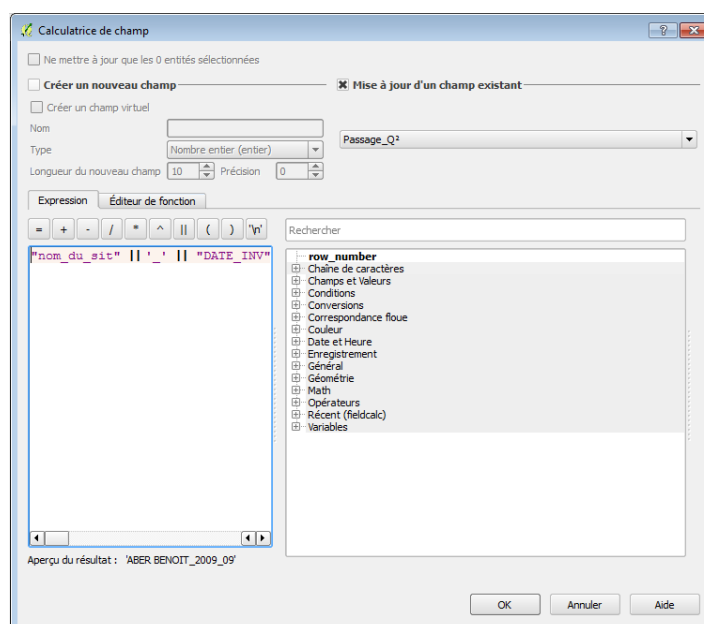 Calculatrice de champ
Ne mettre à jour que les 0 entités sélectionnées
Créer un nouveau champ
Mise à jour d'un champ existant
Créer un champ virtuel
Nom
Type Nombre entier (entier)
Passage_Q²
Longueur du nouveau champ 10 Précision 0
Expression Éditeur de fonction
= + - / * ^ || ( ) '\n'
Rechercher
"nom_du_sit" || '_' || "DATE_INV"
row_number
Chaîne de caractères
Champs et Valeurs
Conditions
Conversions
Correspondance floue
Couleur
Date et Heure
Enregistrement
Général
Géométrie
Math
Opérateurs
Récent (fieldcalc)
Variables
Aperçu du résultat : 'ABER BENOIT_2009_09'
OK Annuler Aide